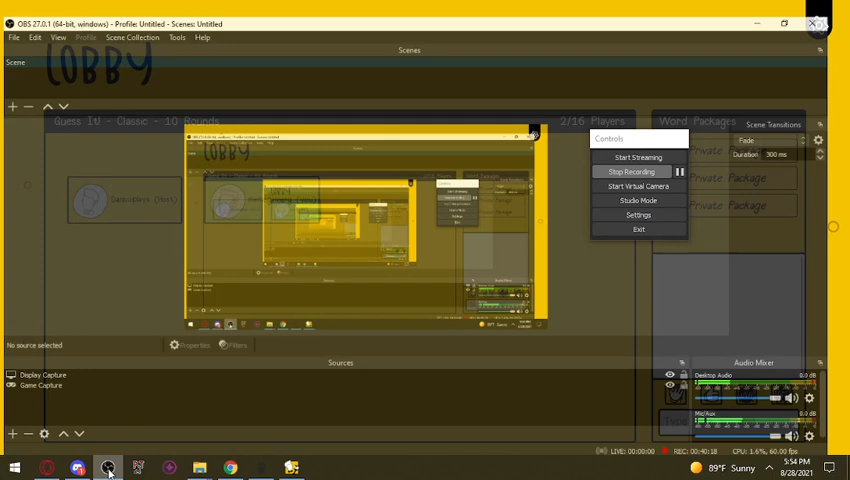 OBS 27.0.1 (64-bit, windows) - Profile: Untitled - Scenes: Untitled
File Edit View Profile Scene Collection Tools Help
Scenes
Scene
LOBBY
Guess It! - Classic - 10 Rounds
2/16 Players
Word Packages
Scene Transitions
Fade
Duration 300 ms
Private Package
Private Package
Private Package
Controls
Start Streaming
Stop Recording
Start Virtual Camera
Studio Mode
Settings
Exit
LOBBY
No source selected
Properties
Filters
Sources
Audio Mixer
Display Capture
Game Capture
Desktop Audio 0.0 dB
Mic/Aux 0.0 dB
LIVE: 00:00:00
REC: 00:40:18
CPU: 1.6%, 60.00 fps
89°F Sunny
5:54 PM
8/28/2021